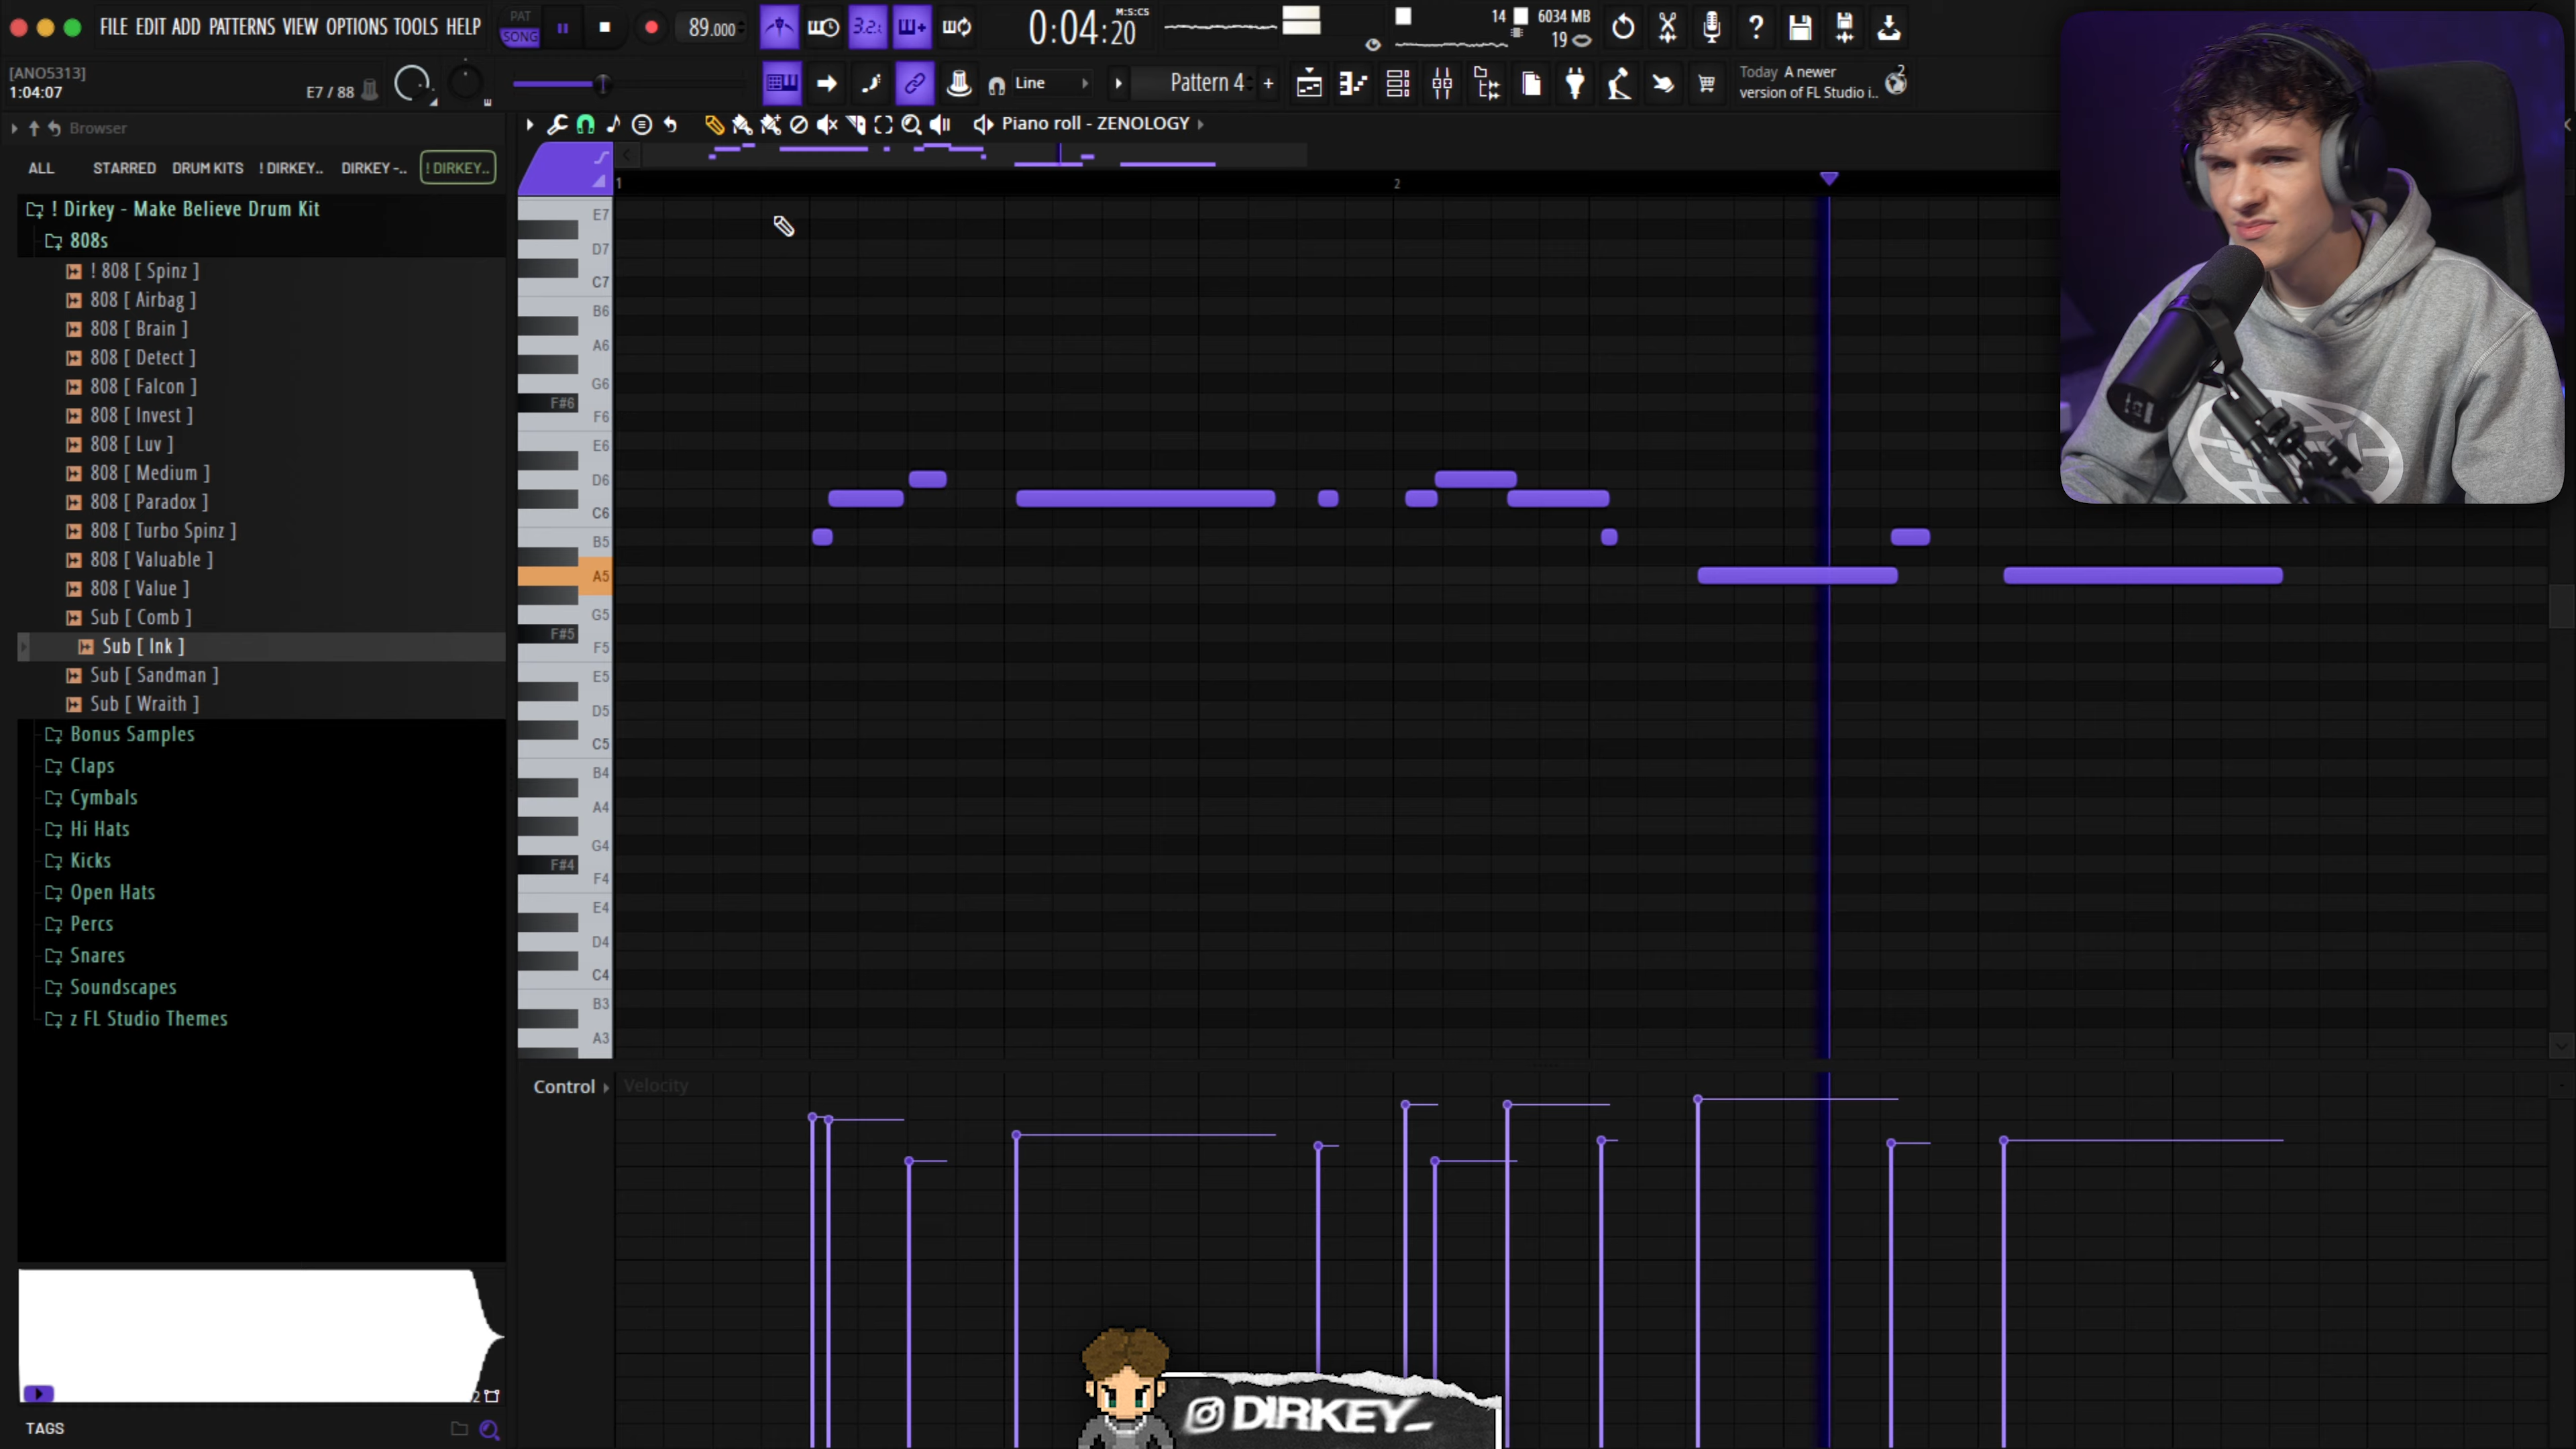 FILE EDIT ADD PATTERNS VIEW OPTIONS TOOLS HELP
PAT
SONG
89.000
3.2.
0:04:20
M:S:CS
14
6034 MB
19
[ANO5313]
1:04:07
E7 / 88
Line
Pattern 4
+
Today A newer
version of FL Studio i..
2
Browser
Piano roll - ZENOLOGY
ALL
STARRED
DRUM KITS
! DIRKEY..
DIRKEY -..
! DIRKEY..
! Dirkey - Make Believe Drum Kit
808s
! 808 [ Spinz ]
808 [ Airbag ]
808 [ Brain ]
808 [ Detect ]
808 [ Falcon ]
808 [ Invest ]
808 [ Luv ]
808 [ Medium ]
808 [ Paradox ]
808 [ Turbo Spinz ]
808 [ Valuable ]
808 [ Value ]
Sub [ Comb ]
Sub [ Ink ]
Sub [ Sandman ]
Sub [ Wraith ]
Bonus Samples
Claps
Cymbals
Hi Hats
Kicks
Open Hats
Percs
Snares
Soundscapes
z FL Studio Themes
1
2
E7
D7
C7
B6
A6
G6
F#6
F6
E6
D6
C6
B5
A5
G5
F#5
F5
E5
D5
C5
B4
A4
G4
F#4
F4
E4
D4
C4
B3
A3
Control
Velocity
2
TAGS
DIRKEY_